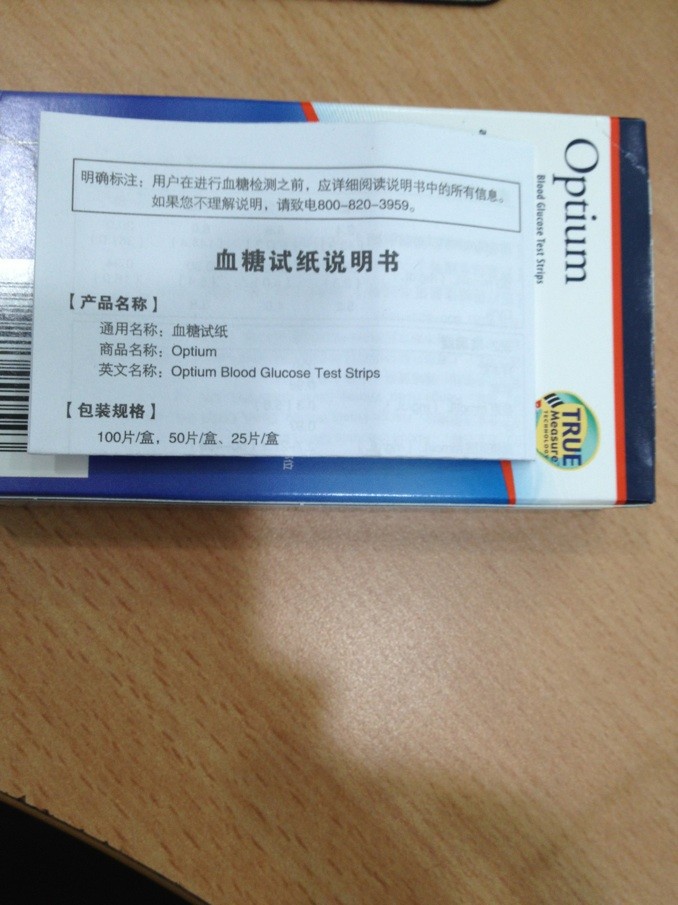 明确标注：用户在进行血糖检测之前，应详细阅读说明书中的所有信息。
如果您不理解说明，请致电800-820-3959。
血糖试纸说明书
【产品名称】
通用名称：血糖试纸
商品名称：Optium
英文名称：Optium Blood Glucose Test Strips
【包装规格】
100片/盒，50片/盒、25片/盒
Optium
Blood Glucose Test Strips
TRUE
Measure
TECHNOLOGY